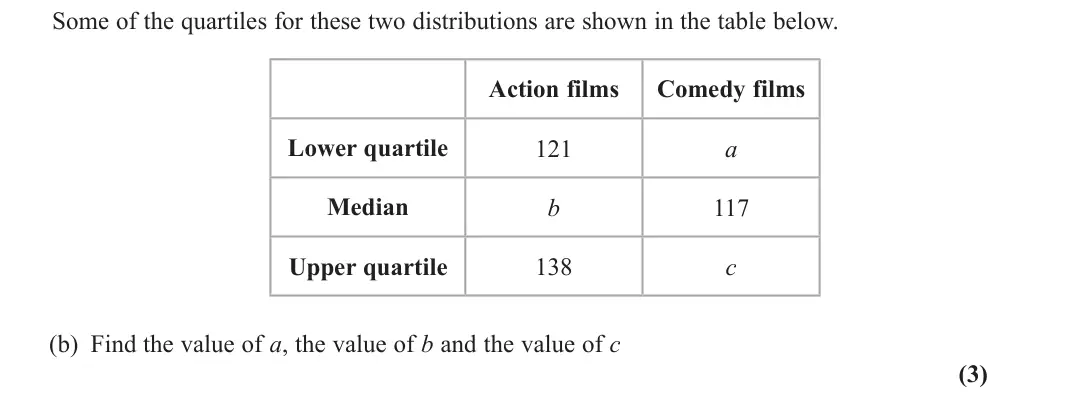 Some of the quartiles for these two distributions are shown in the table below.
Action films Comedy films
Lower quartile 121 a
Median b 117
Upper quartile 138 c
(b) Find the value of a, the value of b and the value of c
(3)